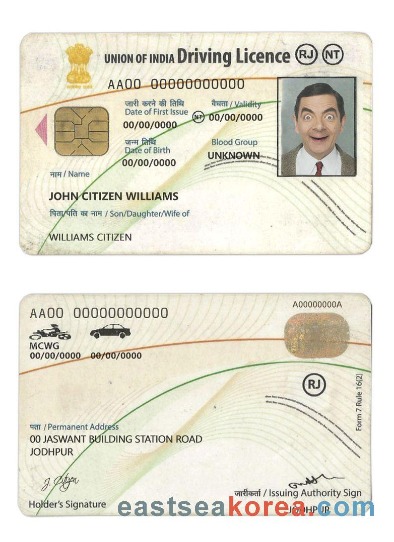 UNION OF INDIA Driving Licence RJ NT
AA00 00000000000
जारी करने की तिथि
Date of First Issue
00/00/0000
वैधता / Validity
NT 00/00/0000
जन्म तिथि
Date of Birth
00/00/0000
Blood Group
UNKNOWN
नाम / Name
JOHN CITIZEN WILLIAMS
पिता/पति का नाम / Son/Daughter/Wife of
WILLIAMS CITIZEN
AA00 00000000000
A00000000A
MCWG
00/00/0000 00/00/0000
RJ
Form 7 Rule 16(2)
पता / Permanent Address
00 JASWANT BUILDING STATION ROAD
JODHPUR
Holder's Signature
जारीकर्ता / Issuing Authority Sign
JODHPUR
eastseakorea.com